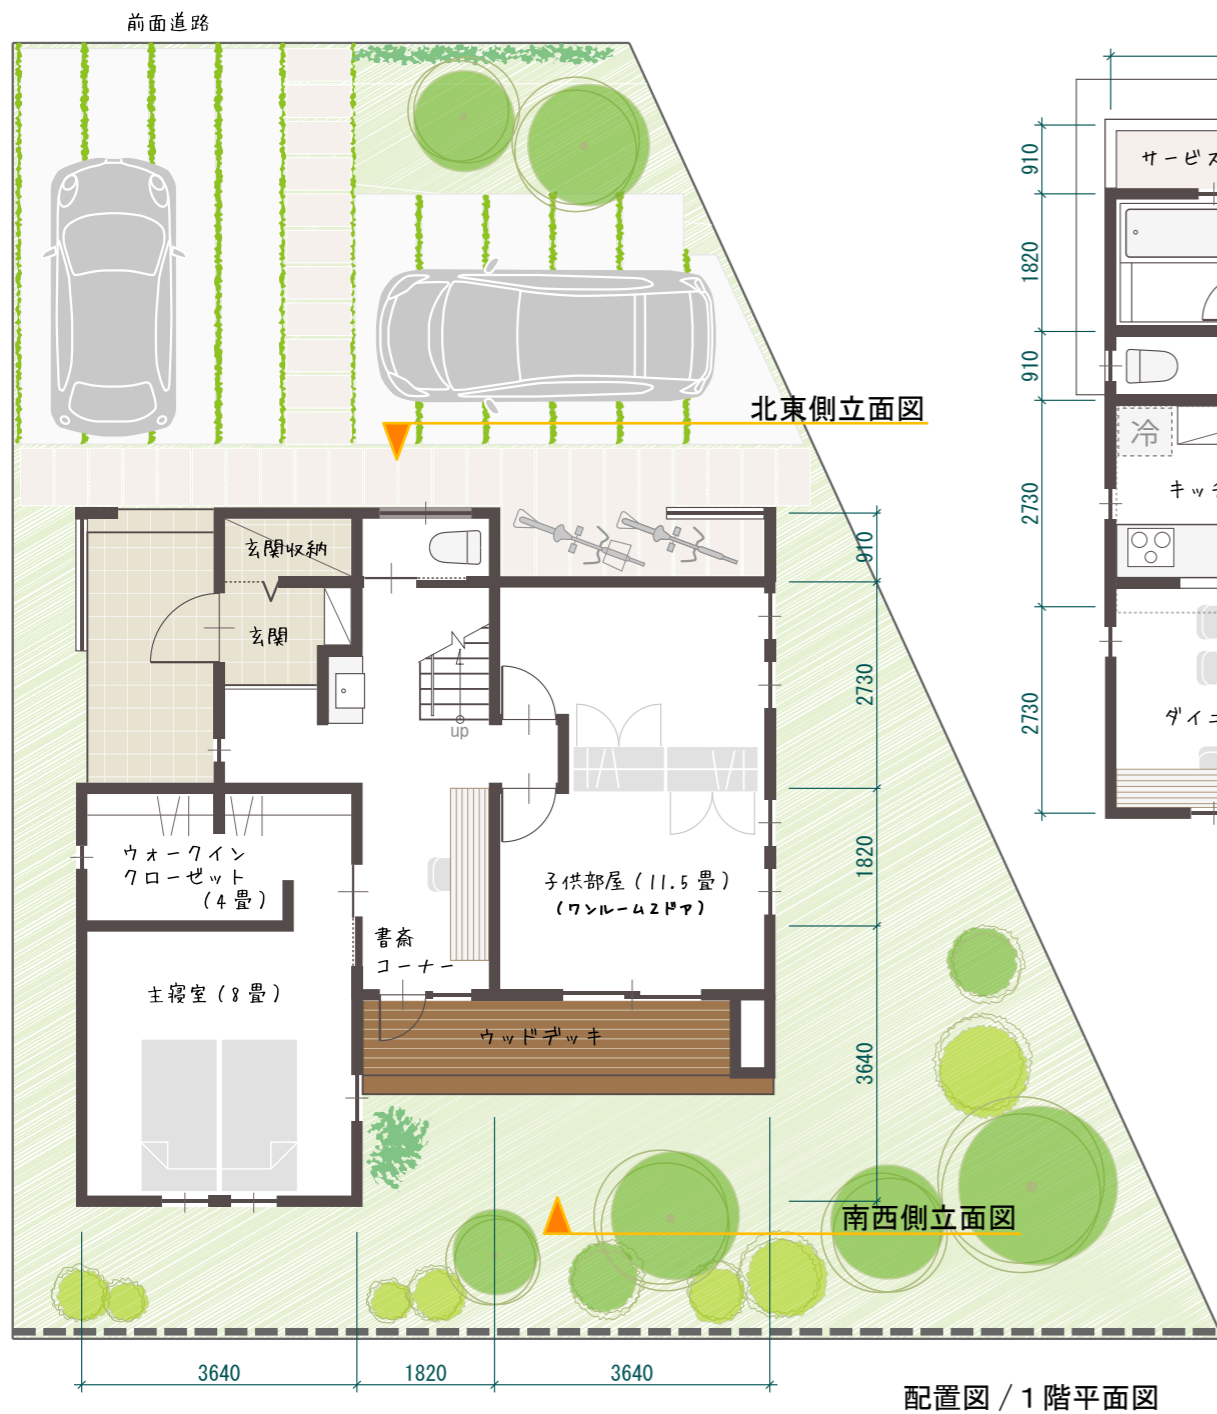 前面道路
910
サービス
1820
910
北東側立面図
冷
2730
キッチ
玄関収納
910
玄関
2730
2730
up
ダイニ
ウォークイン
クローゼット
(4畳)
1820
子供部屋(11.5畳)
(ワンルーム2ドア)
書斎
コーナー
主寝室(8畳)
ウッドデッキ
3640
南西側立面図
3640
1820
3640
配置図 / 1階平面図